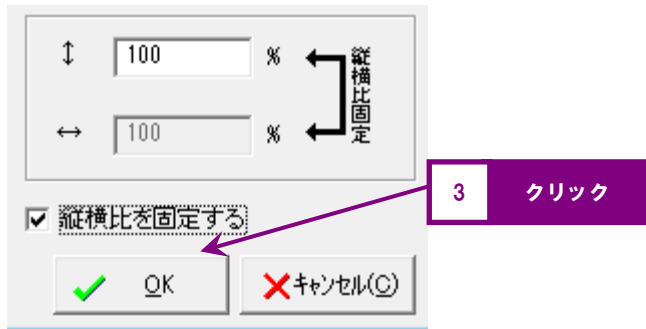 ↕ 100 %
縦横比固定
↔ 100 %
3 クリック
縦横比を固定する
OK
キャンセル(C)